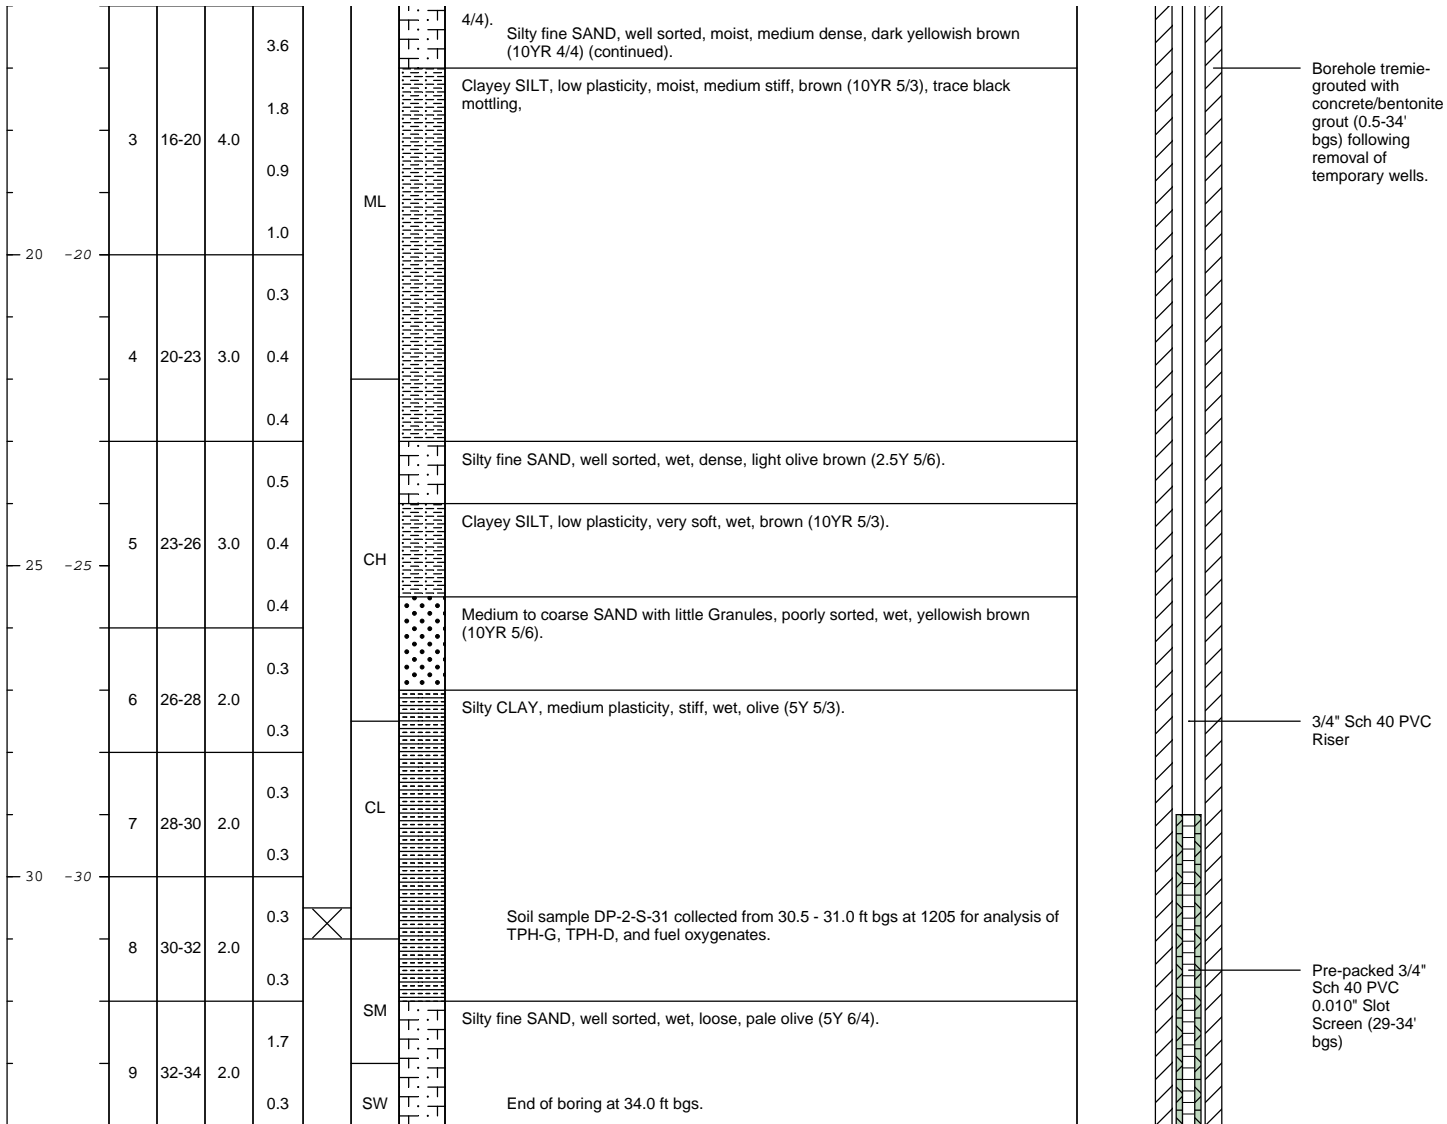 4/4).
Silty fine SAND, well sorted, moist, medium dense, dark yellowish brown
(10YR 4/4) (continued).
3.6
Clayey SILT, low plasticity, moist, medium stiff, brown (10YR 5/3), trace black
mottling,
Borehole tremie-
grouted with
concrete/bentonite
grout (0.5-34'
bgs) following
removal of
temporary wells.
1.8
3 16-20 4.0
0.9
ML
1.0
20 -20
0.3
4 20-23 3.0 0.4
0.4
Silty fine SAND, well sorted, wet, dense, light olive brown (2.5Y 5/6).
0.5
Clayey SILT, low plasticity, very soft, wet, brown (10YR 5/3).
5 23-26 3.0 0.4
CH
25 -25
0.4
Medium to coarse SAND with little Granules, poorly sorted, wet, yellowish brown
(10YR 5/6).
0.3
6 26-28 2.0
Silty CLAY, medium plasticity, stiff, wet, olive (5Y 5/3).
0.3
3/4" Sch 40 PVC
Riser
0.3
CL
7 28-30 2.0
0.3
30 -30
0.3
Soil sample DP-2-S-31 collected from 30.5 - 31.0 ft bgs at 1205 for analysis of
TPH-G, TPH-D, and fuel oxygenates.
8 30-32 2.0
0.3
Pre-packed 3/4"
Sch 40 PVC
0.010" Slot
Screen (29-34'
bgs)
SM
Silty fine SAND, well sorted, wet, loose, pale olive (5Y 6/4).
1.7
9 32-34 2.0
0.3
SW
End of boring at 34.0 ft bgs.